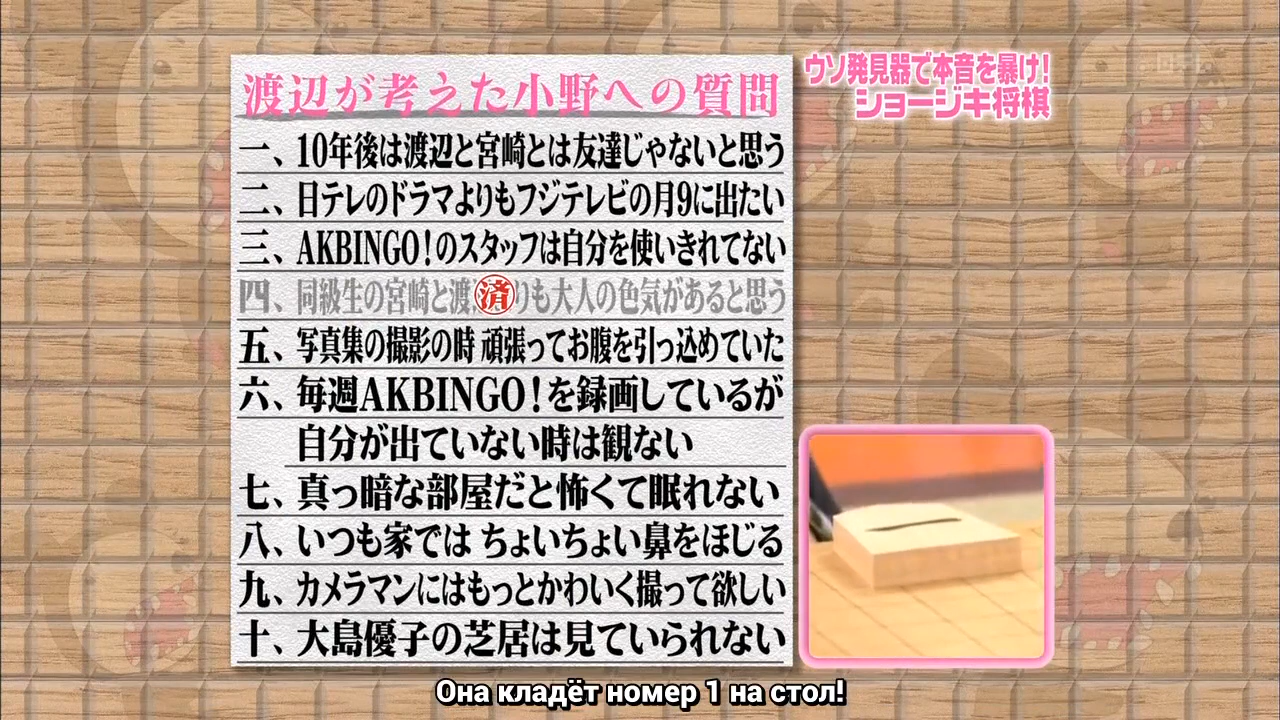 渡辺が考えた小野への質問
一、10年後は渡辺と宮崎とは友達じゃないと思う
二、日テレのドラマよりもフジテレビの月9に出たい
三、AKBINGO!のスタッフは自分を使いきれてない
四、同級生の宮崎と渡 済 りも大人の色気があると思う
五、写真集の撮影の時 頑張ってお腹を引っ込めていた
六、毎週AKBINGO!を録画しているが
自分が出ていない時は観ない
七、真っ暗な部屋だと怖くて眠れない
八、いつも家では ちょいちょい鼻をほじる
九、カメラマンにはもっとかわいく撮って欲しい
十、大島優子の芝居は見ていられない
ウソ発見器で本音を暴け!
ショージキ将棋
一
Она кладёт номер 1 на стол!